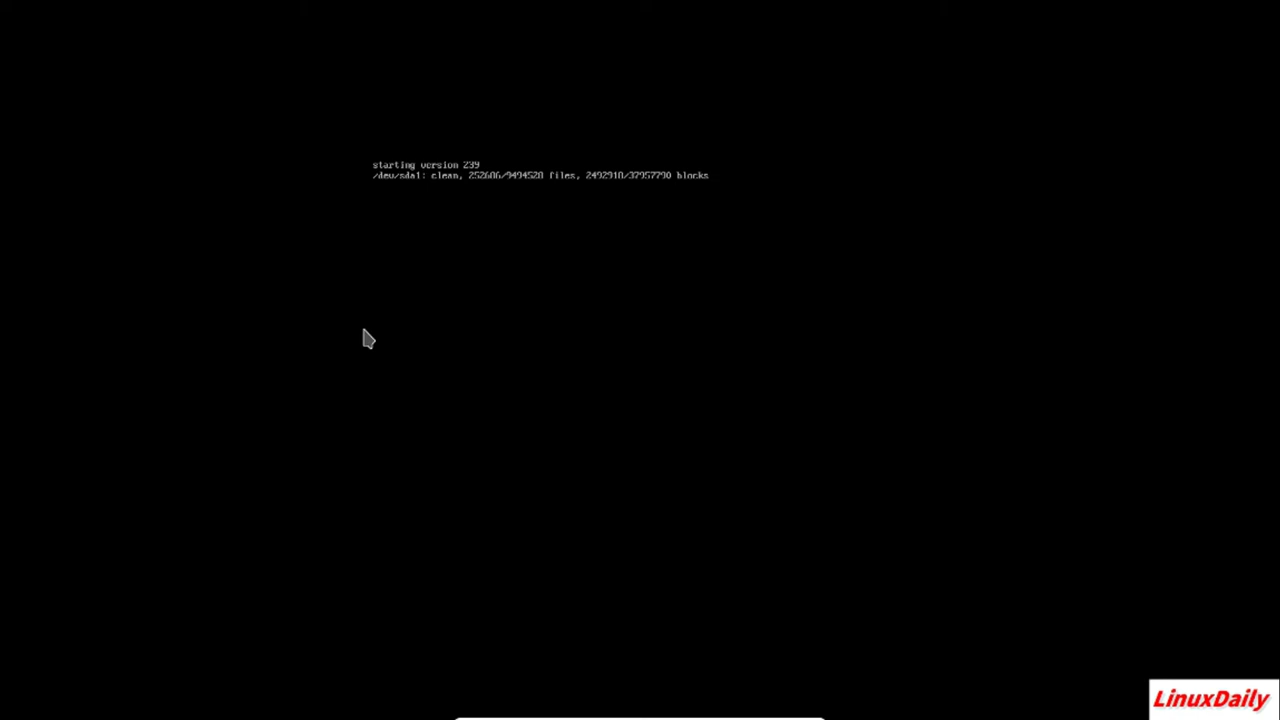 starting version 239
/dev/sda1: clean, 252606/9494528 files, 2492910/37957790 blocks
LinuxDaily